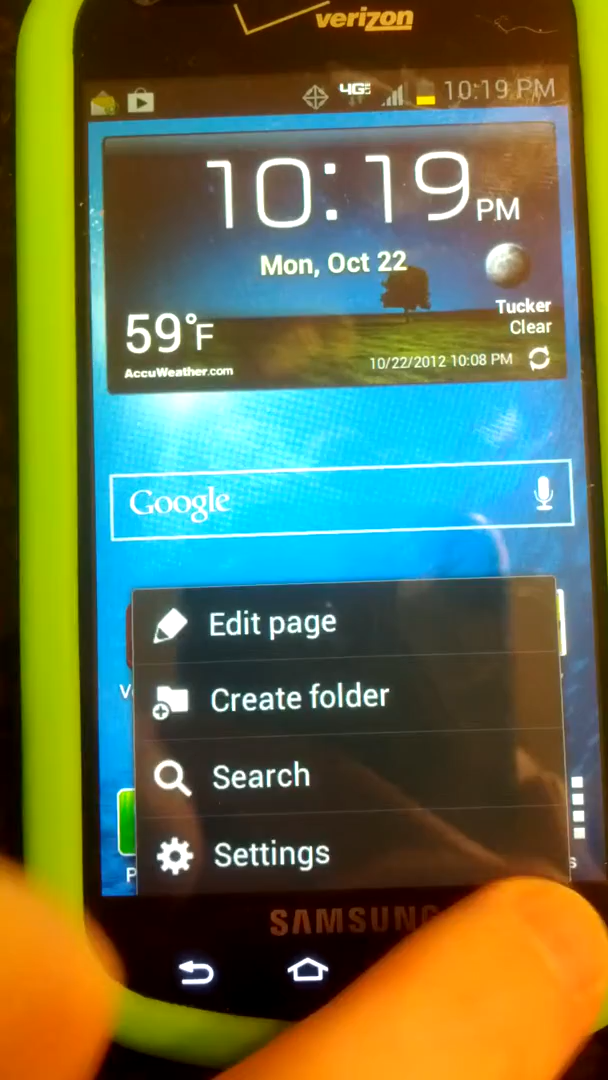 verizon
4G 10:19 PM
10:19 PM
Mon, Oct 22
Tucker
59°F
Clear
10/22/2012 10:08 PM
AccuWeather.com
Google
Edit page
Create folder
Search
Settings
SAMSUNG